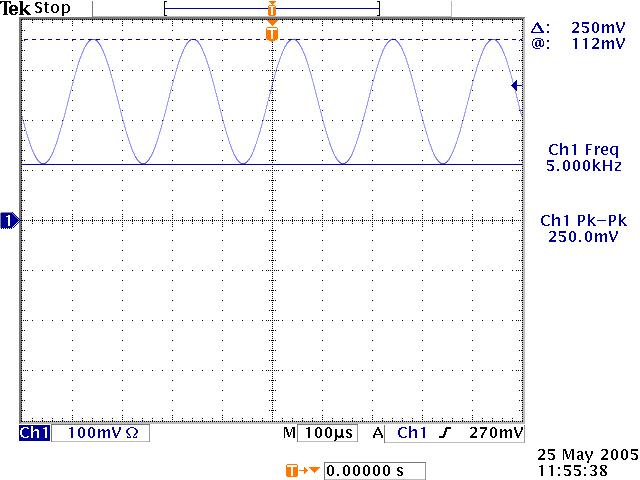 Tek Stop
T
T
Δ: 250mV
@: 112mV
Ch1 Freq
5.000kHz
1
Ch1 Pk-Pk
250.0mV
Ch1 100mV Ω M 100µs A Ch1 270mV
25 May 2005
11:55:38
T 0.00000 s